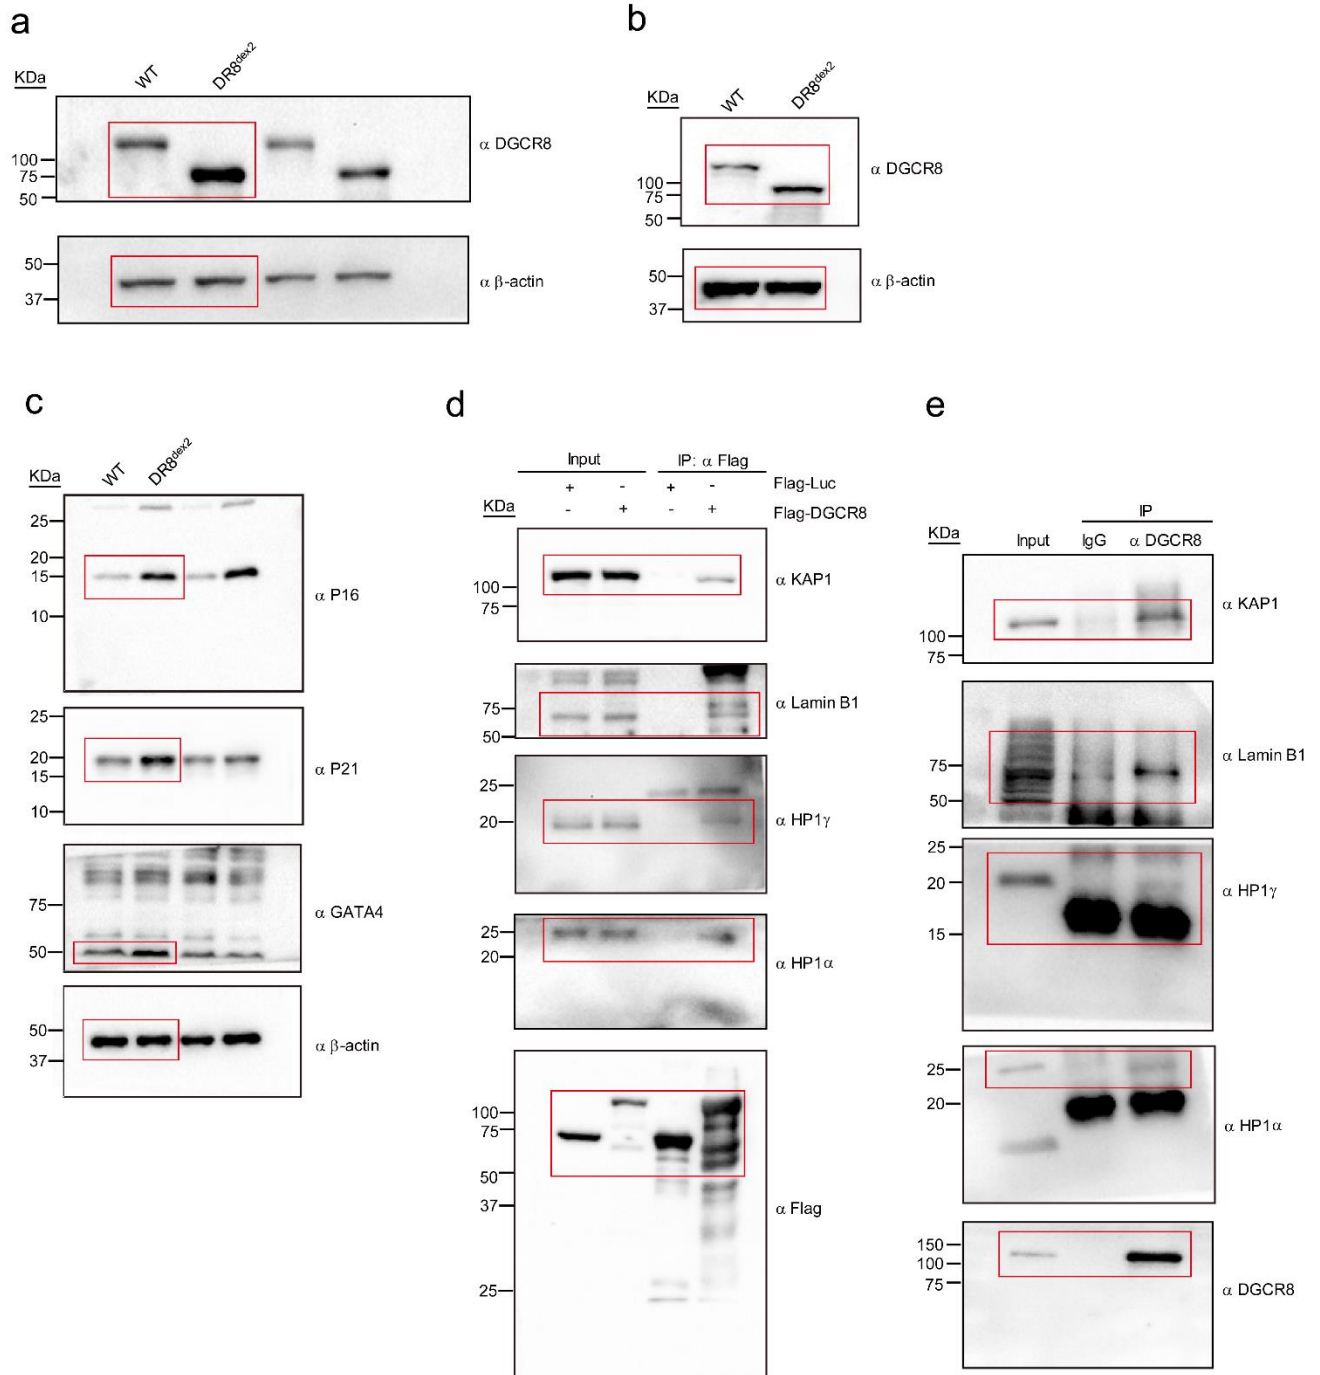 a
KDa
WT
DR8dex2
100
75
50
α DGCR8
50
37
α β-actin
b
KDa
WT
DR8dex2
100
75
50
α DGCR8
50
37
α β-actin
c
KDa
WT
DR8dex2
25
20
15
10
α P16
25
20
15
10
α P21
75
50
α GATA4
50
37
α β-actin
d
Input
IP: α Flag
+ - + - Flag-Luc
KDa
- + - + Flag-DGCR8
100
75
α KAP1
75
50
α Lamin B1
25
20
α HP1γ
25
20
α HP1α
100
75
50
37
25
α Flag
e
IP
KDa
Input
IgG
α DGCR8
100
75
α KAP1
75
50
α Lamin B1
25
20
15
α HP1γ
25
20
α HP1α
150
100
75
α DGCR8